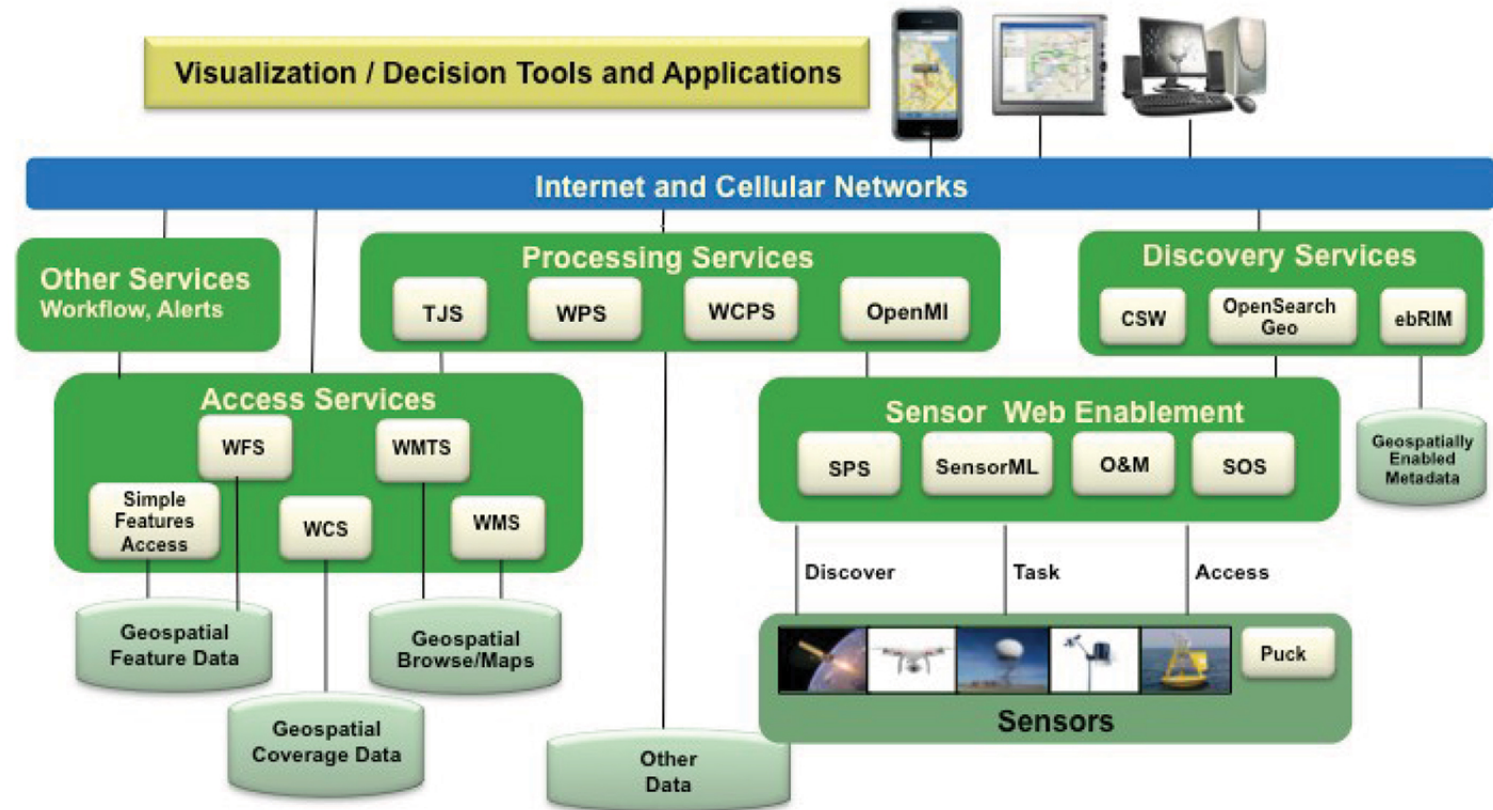 Visualization / Decision Tools and Applications
Internet and Cellular Networks
Other Services
Workflow, Alerts
Processing Services
TJS
WPS
WCPS
OpenMI
Discovery Services
CSW
OpenSearch
Geo
ebRIM
Access Services
WFS
WMTS
Simple
Features
Access
WCS
WMS
Sensor Web Enablement
SPS
SensorML
O&M
SOS
Geospatially
Enabled
Metadata
Discover
Task
Access
Geospatial
Feature Data
Geospatial
Browse/Maps
Geospatial
Coverage Data
Other
Data
Puck
Sensors